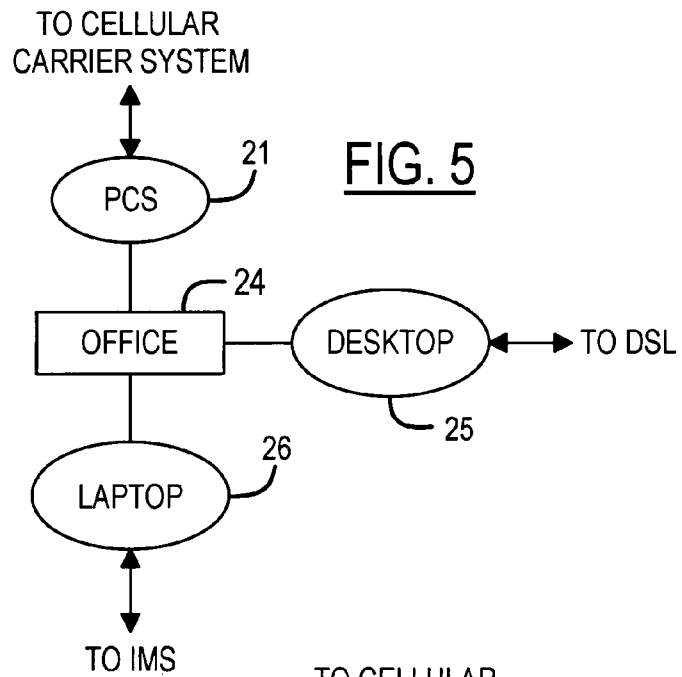 TO CELLULAR
CARRIER SYSTEM
FIG. 5
21
PCS
24
OFFICE
DESKTOP
TO DSL
25
26
LAPTOP
TO IMS
TO CELLULAR